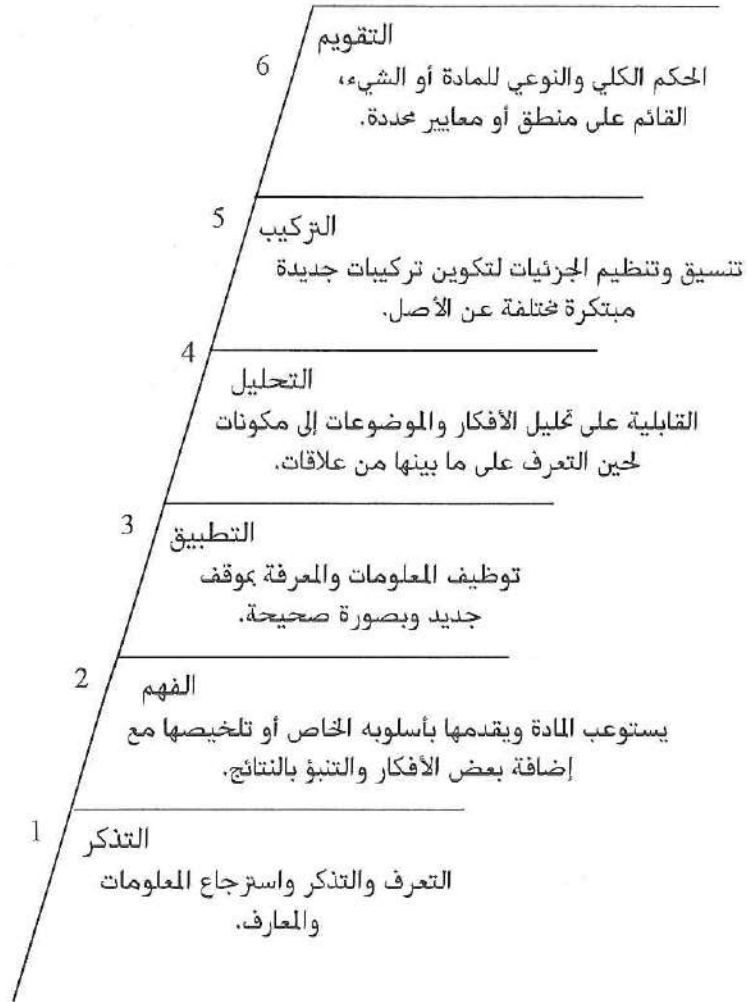 6
التقويم
الحكم الكلي والنوعي للمادة أو الشيء،
القائم على منطق أو معايير محددة.
5
التركيب
تنسيق وتنظيم الجزئيات لتكوين تركيبات جديدة
مبتكرة مختلفة عن الأصل.
4
التحليل
القابلية على تحليل الأفكار والموضوعات إلى مكونات
لحين التعرف على ما بينها من علاقات.
3
التطبيق
توظيف المعلومات والمعرفة بموقف
جديد وبصورة صحيحة.
2
الفهم
يستوعب المادة ويقدمها بأسلوبه الخاص أو تلخيصها مع
إضافة بعض الأفكار والتنبؤ بالنتائج.
1
التذكر
التعرف والتذكر واسترجاع المعلومات
والمعارف.